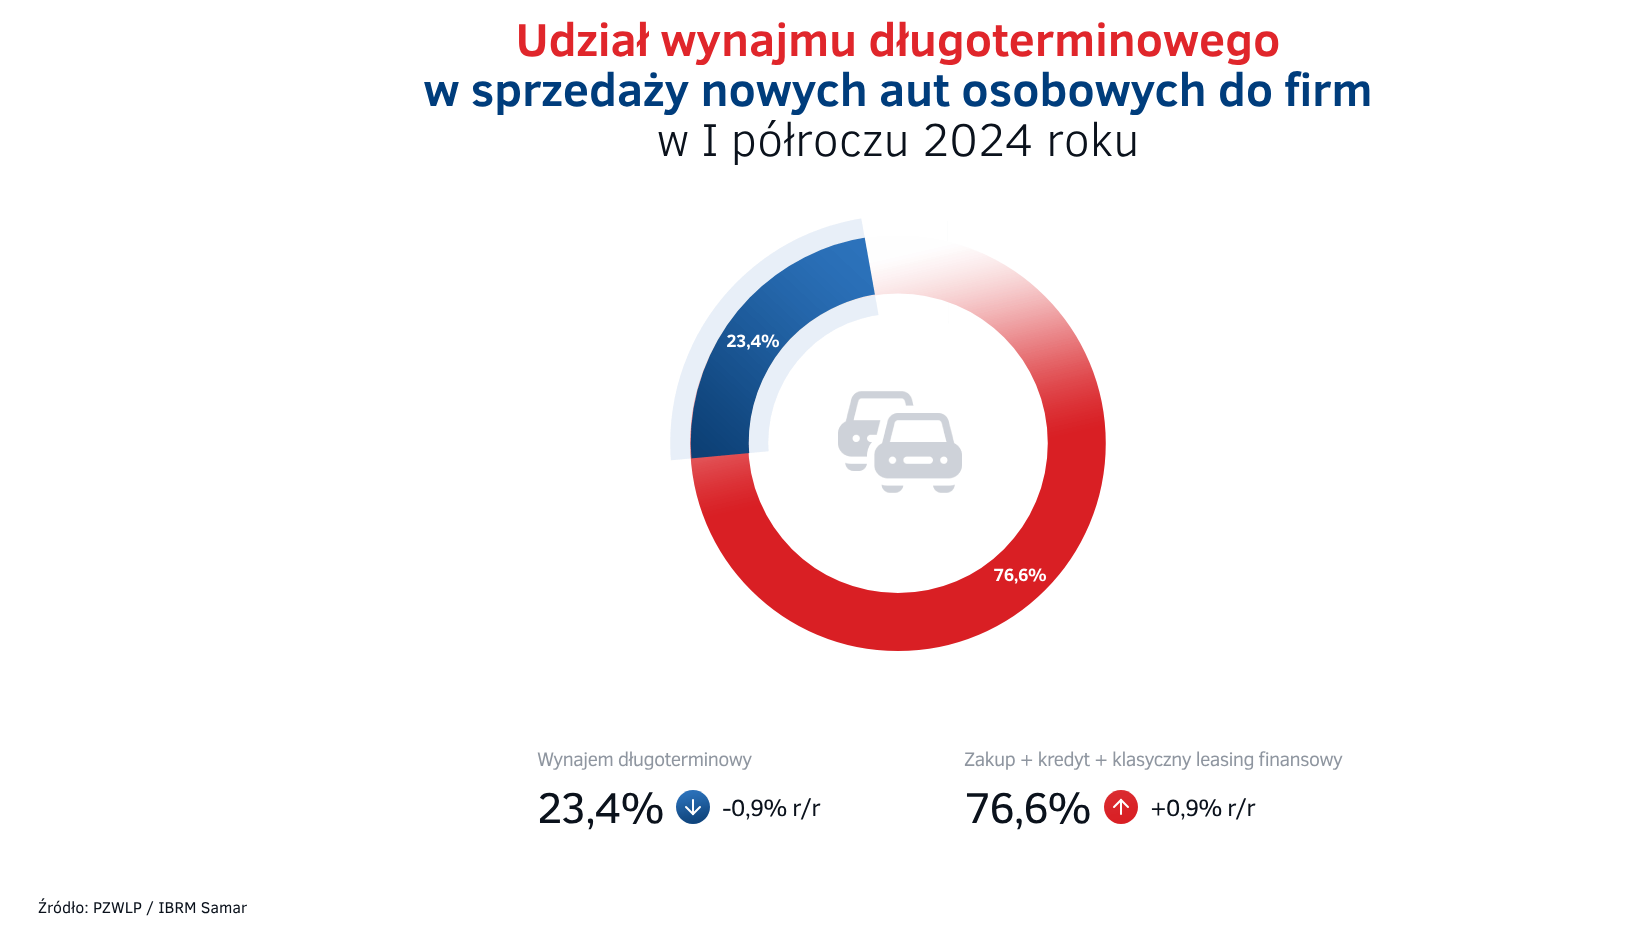 Udział wynajmu długoterminowego
w sprzedaży nowych aut osobowych do firm
w I półroczu 2024 roku
23,4%
76,6%
Wynajem długoterminowy
23,4% -0,9% r/r
Zakup + kredyt + klasyczny leasing finansowy
76,6% +0,9% r/r
Źródło: PZWLP / IBRM Samar